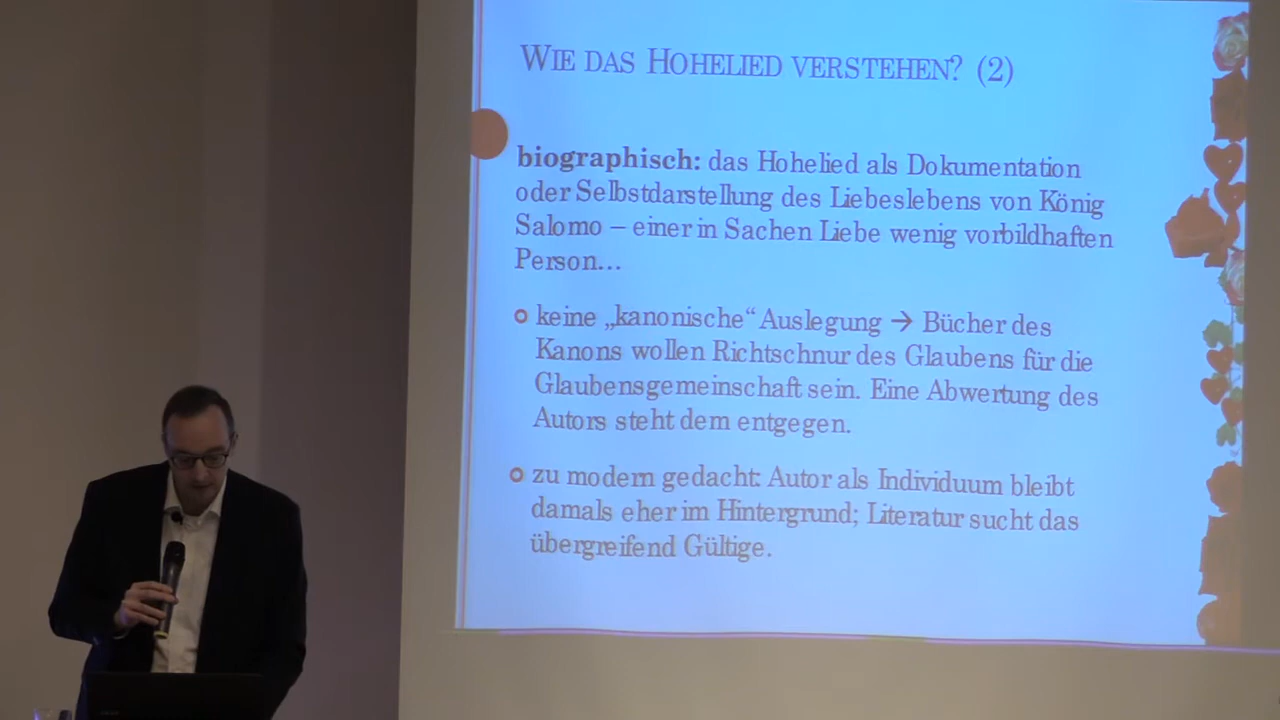 WIE DAS HOHELIED VERSTEHEN? (2)
biographisch: das Hohelied als Dokumentation
oder Selbstdarstellung des Liebeslebens von König
Salomo – einer in Sachen Liebe wenig vorbildhaften
Person...
keine „kanonische“ Auslegung → Bücher des
Kanons wollen Richtschnur des Glaubens für die
Glaubensgemeinschaft sein. Eine Abwertung des
Autors steht dem entgegen.
zu modern gedacht: Autor als Individuum bleibt
damals eher im Hintergrund; Literatur sucht das
übergreifend Gültige.